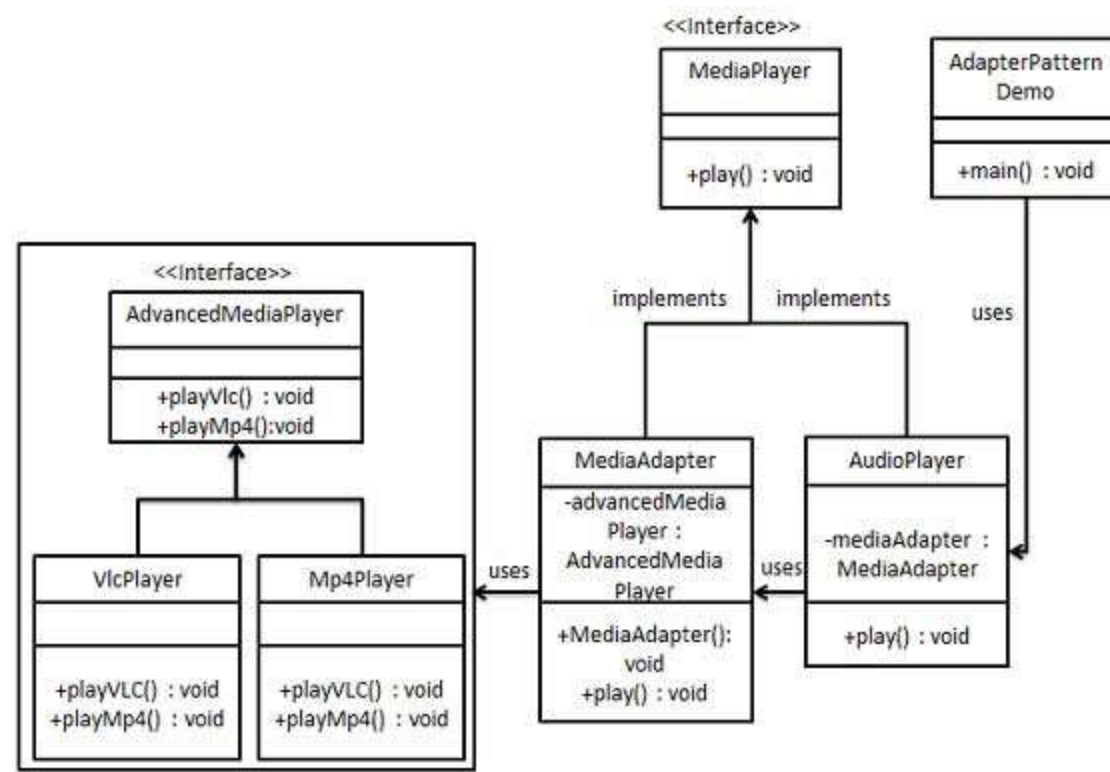 <<Interface>>
MediaPlayer
+play() : void
AdapterPattern
Demo
+main() : void
implements
implements
uses
<<Interface>>
AdvancedMediaPlayer
+playVlc() : void
+playMp4():void
VlcPlayer
+playVLC() : void
+playMp4() : void
Mp4Player
+playVLC() : void
+playMp4() : void
uses
MediaAdapter
-advancedMedia
Player :
AdvancedMedia
Player
+MediaAdapter():
void
+play() : void
uses
AudioPlayer
-mediaAdapter :
MediaAdapter
+play() : void